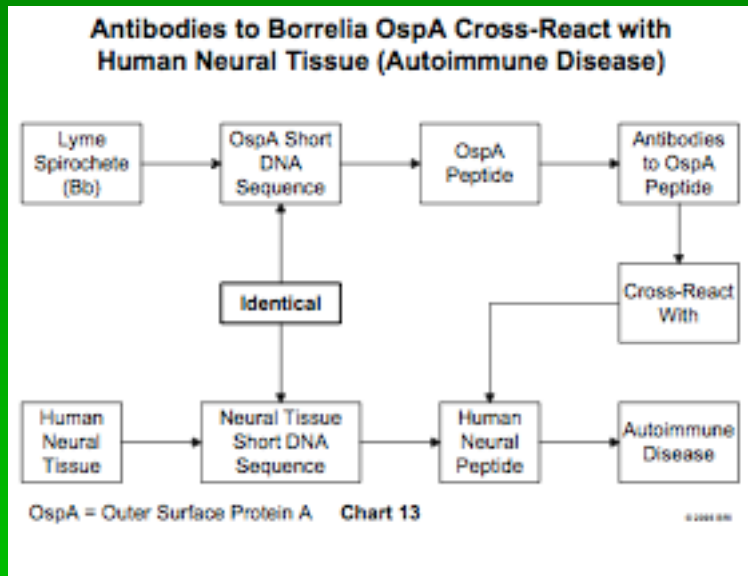 Antibodies to Borrelia OspA Cross-React with
Human Neural Tissue (Autoimmune Disease)
Lyme
Spirochete
(Bb)
OspA Short
DNA
Sequence
OspA
Peptide
Antibodies
to OspA
Peptide
Identical
Cross-React
With
Human
Neural
Tissue
Neural Tissue
Short DNA
Sequence
Human
Neural
Peptide
Autoimmune
Disease
OspA = Outer Surface Protein A Chart 13